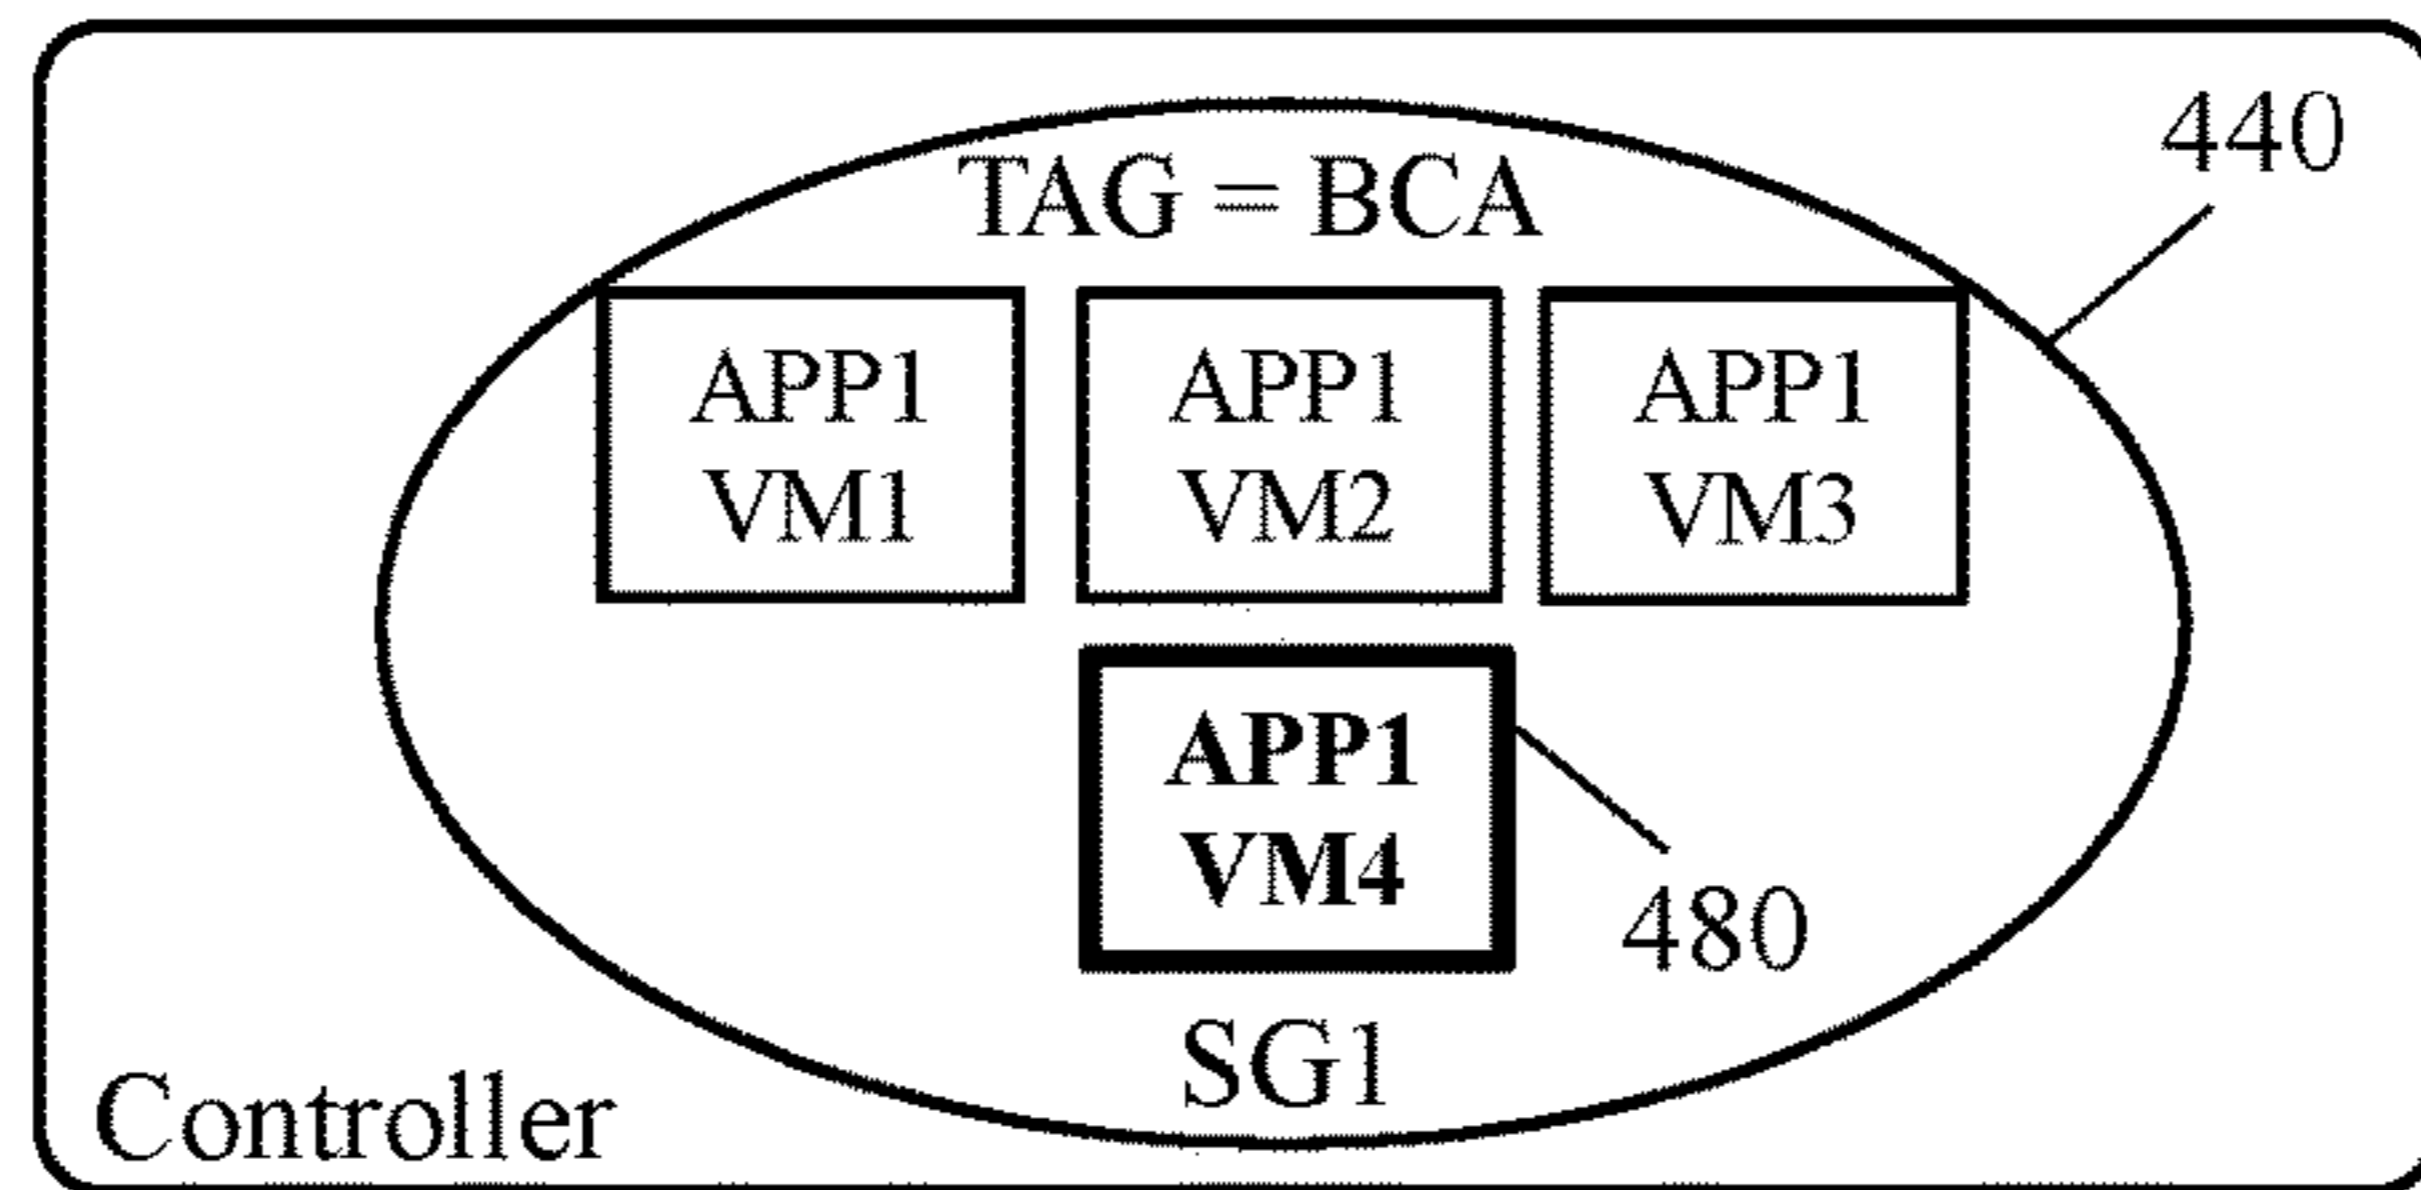 440
TAG = BCA
APP1
VM1
APP1
VM2
APP1
VM3
APP1
VM4
480
SG1
Controller